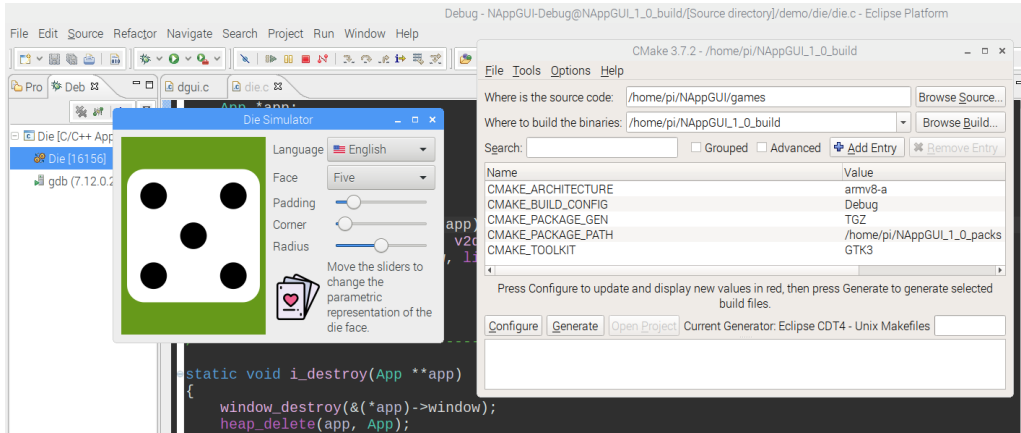 Debug - NAppGUI-Debug@NAppGUI_1_0_build/[Source directory]/demo/die/die.c - Eclipse Platform
File Edit Source Refactor Navigate Search Project Run Window Help
Pro Deb
dgui.c die.c
App *app;
Die [C/C++ App
Die [16156]
gdb (7.12.0.2
Die Simulator
Language English
Face Five
Padding
Corner
Radius
Move the sliders to
change the
parametric
representation of the
die face.
app)
v2d
, li
static void i_destroy(App **app)
{
window_destroy(&(*app)->window);
heap_delete(app, App);
CMake 3.7.2 - /home/pi/NAppGUI_1_0_build
File Tools Options Help
Where is the source code: /home/pi/NAppGUI/games Browse Source...
Where to build the binaries: /home/pi/NAppGUI_1_0_build Browse Build...
Search: Grouped Advanced Add Entry Remove Entry
Name Value
CMAKE_ARCHITECTURE armv8-a
CMAKE_BUILD_CONFIG Debug
CMAKE_PACKAGE_GEN TGZ
CMAKE_PACKAGE_PATH /home/pi/NAppGUI_1_0_packs
CMAKE_TOOLKIT GTK3
Press Configure to update and display new values in red, then press Generate to generate selected
build files.
Configure Generate Open Project Current Generator: Eclipse CDT4 - Unix Makefiles